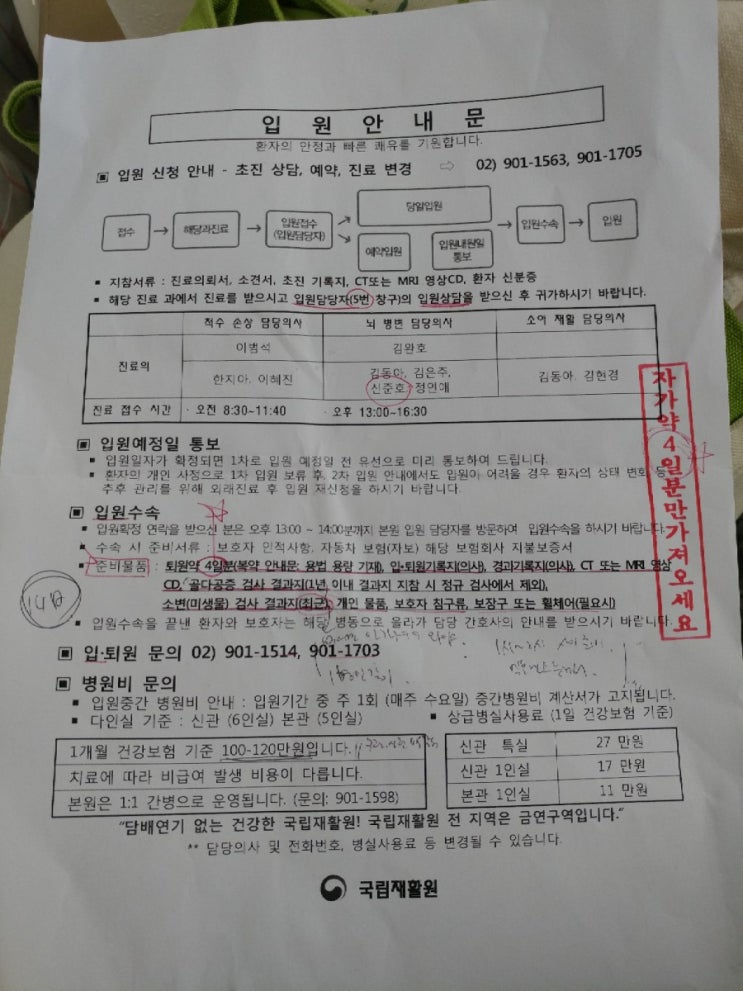 입 원 안 내 문
환자의 안정과 빠른 쾌유를 기원합니다.
▣ 입원 신청 안내 - 초진 상담, 예약, 진료 변경 ⇨ 02) 901-1563, 901-1705
접수 → 해당과진료 → 입원접수 (입원담당자)
당일입원
예약입원 입원내원일 통보
→ 입원수속 → 입원
▪ 지참서류 : 진료의뢰서, 소견서, 초진 기록지, CT또는 MRI 영상CD, 환자 신분증
▪ 해당 진료 과에서 진료를 받으시고 입원담당자(5번 창구)의 입원상담을 받으신 후 귀가하시기 바랍니다.
척수 손상 담당의사 뇌 병변 담당의사 소아 재활 담당의사
진료의
이범석 김완호
한지아, 이혜진 김동아, 김은주, 김동아, 김현경
신준호, 정인애
진료 접수 시간 · 오전 8:30~11:40 · 오후 13:00~16:30
자가약 4일분만가져오세요
▣ 입원예정일 통보
▪ 입원일자가 확정되면 1차로 입원 예정일 전 유선으로 미리 통보하여 드립니다.
▪ 환자의 개인 사정으로 1차 입원 보류 후, 2차 입원 안내에서도 입원이 어려울 경우 환자의 상태 변화 등
추후 관리를 위해 외래진료 후 입원 재신청을 하시기 바랍니다.
▣ 입원수속
▪ 입원확정 연락을 받으신 분은 오후 13:00 ~ 14:00분까지 본원 입원 담당자를 방문하여 입원수속을 하시기 바랍니다.
▪ 수속 시 준비서류 : 보호자 인적사항, 자동차 보험(자보) 해당 보험회사 지불보증서
▪ 준비물품 : 퇴원약 4일분(복약 안내문: 용법 용량 기재), 입·퇴원기록지(의사), 경과기록지(의사), CT 또는 MRI 영상
CD, 골다공증 검사 결과지(1년, 이내 결과지 지참 시 정규 검사에서 제외),
14일
소변(미생물) 검사 결과지(최근), 개인 물품, 보호자 침구류, 보장구 또는 휠체어(필요시)
▪ 입원수속을 끝낸 환자와 보호자는 해당 병동으로 올라가 담당 간호사의 안내를 받으시기 바랍니다.
▣ 입·퇴원 문의 02) 901-1514, 901-1703
▣ 병원비 문의
▪ 입원중간 병원비 안내 : 입원기간 중 주 1회 (매주 수요일) 중간병원비 계산서가 고지됩니다.
▪ 다인실 기준 : 신관 (6인실) 본관 (5인실) ▪ 상급병실사용료 (1일 건강보험 기준)
1개월 건강보험 기준 100-120만원입니다.
치료에 따라 비급여 발생 비용이 다릅니다.
본원은 1:1 간병으로 운영됩니다. (문의: 901-1598)
신관 특실 27 만원
신관 1인실 17 만원
본관 1인실 11 만원
"담배연기 없는 건강한 국립재활원! 국립재활원 전 지역은 금연구역입니다."
** 담당의사 및 전화번호, 병실사용료 등 변경될 수 있습니다.
국립재활원